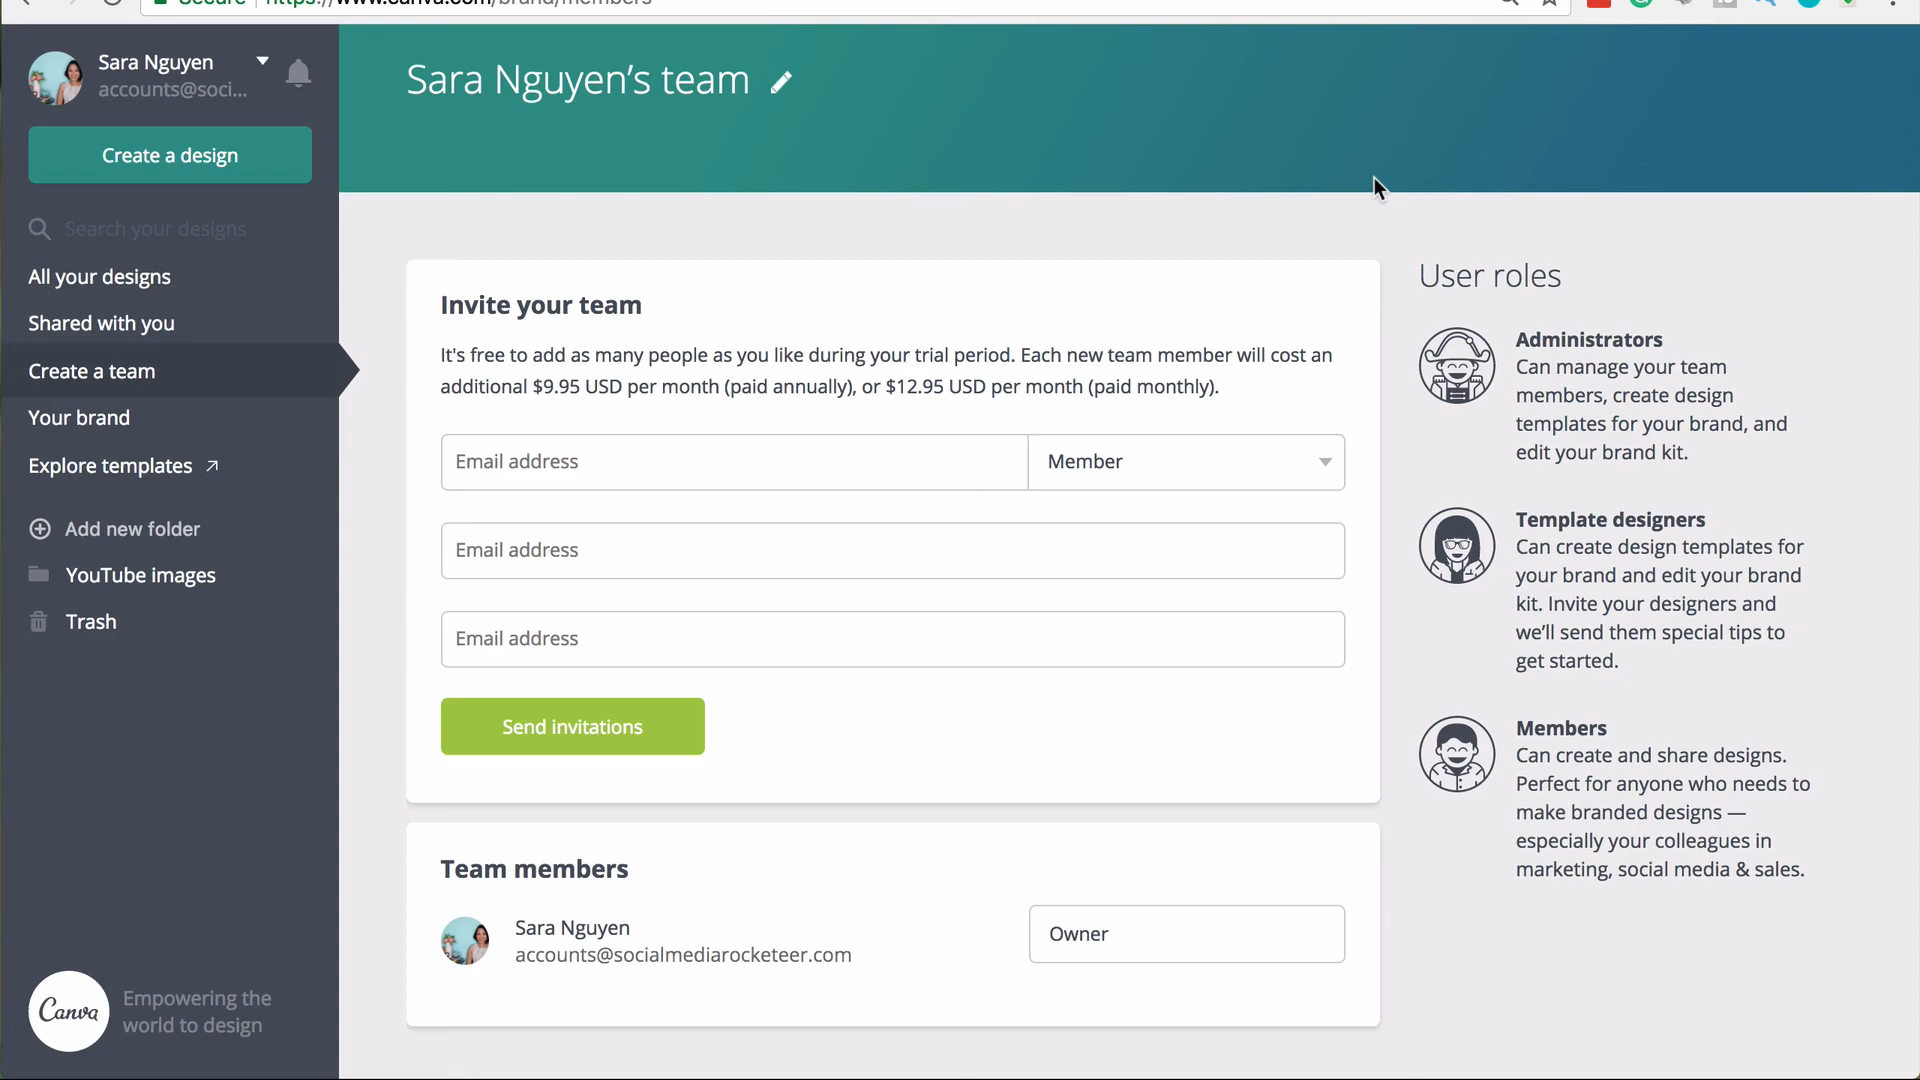 Secure
https://www.canva.com/brand/members
Sara Nguyen
accounts@soci...
Create a design
Search your designs
All your designs
Shared with you
Create a team
Your brand
Explore templates
Add new folder
YouTube images
Trash
Canva
Empowering the
world to design
Sara Nguyen's team
Invite your team
It's free to add as many people as you like during your trial period. Each new team member will cost an
additional $9.95 USD per month (paid annually), or $12.95 USD per month (paid monthly).
Email address
Member
Email address
Email address
Send invitations
Team members
Sara Nguyen
accounts@socialmediarocketeer.com
Owner
User roles
Administrators
Can manage your team
members, create design
templates for your brand, and
edit your brand kit.
Template designers
Can create design templates for
your brand and edit your brand
kit. Invite your designers and
we'll send them special tips to
get started.
Members
Can create and share designs.
Perfect for anyone who needs to
make branded designs —
especially your colleagues in
marketing, social media & sales.